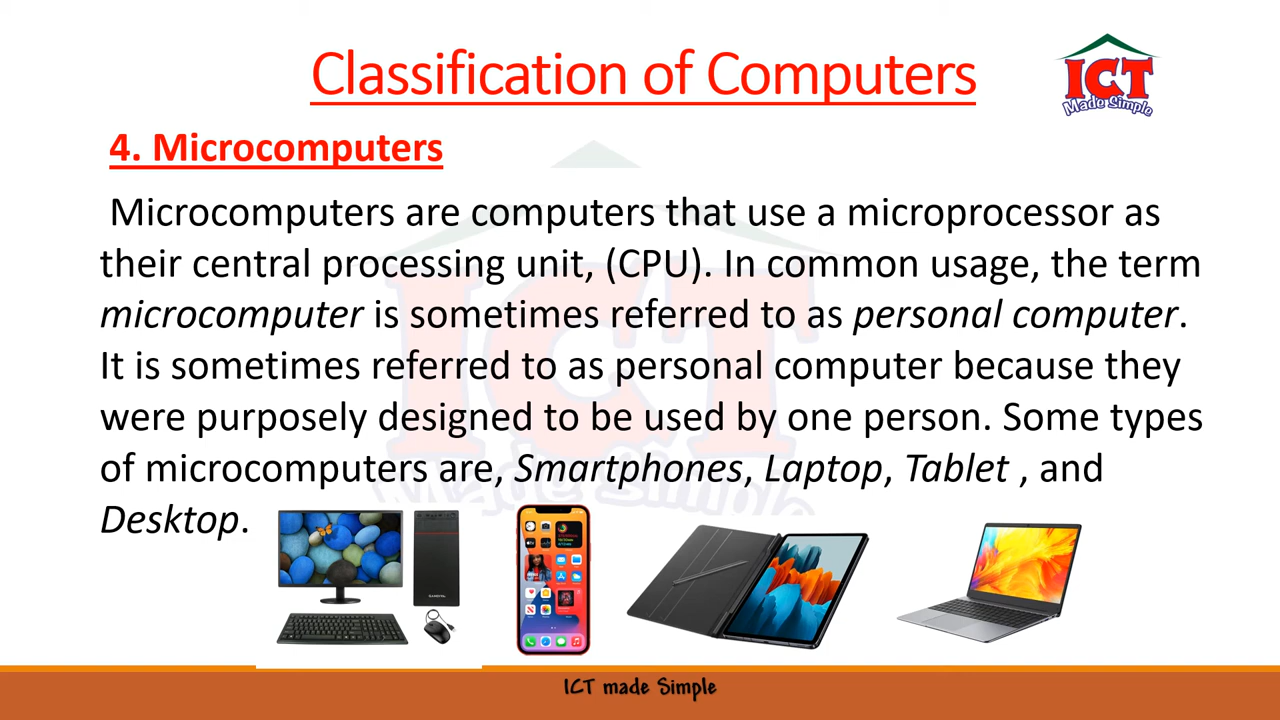 Classification of Computers
ICT
Made Simple
4. Microcomputers
Microcomputers are computers that use a microprocessor as
their central processing unit, (CPU). In common usage, the term
microcomputer is sometimes referred to as personal computer.
It is sometimes referred to as personal computer because they
were purposely designed to be used by one person. Some types
of microcomputers are, Smartphones, Laptop, Tablet , and
Desktop.
ICT
Made Simple
ICT made Simple